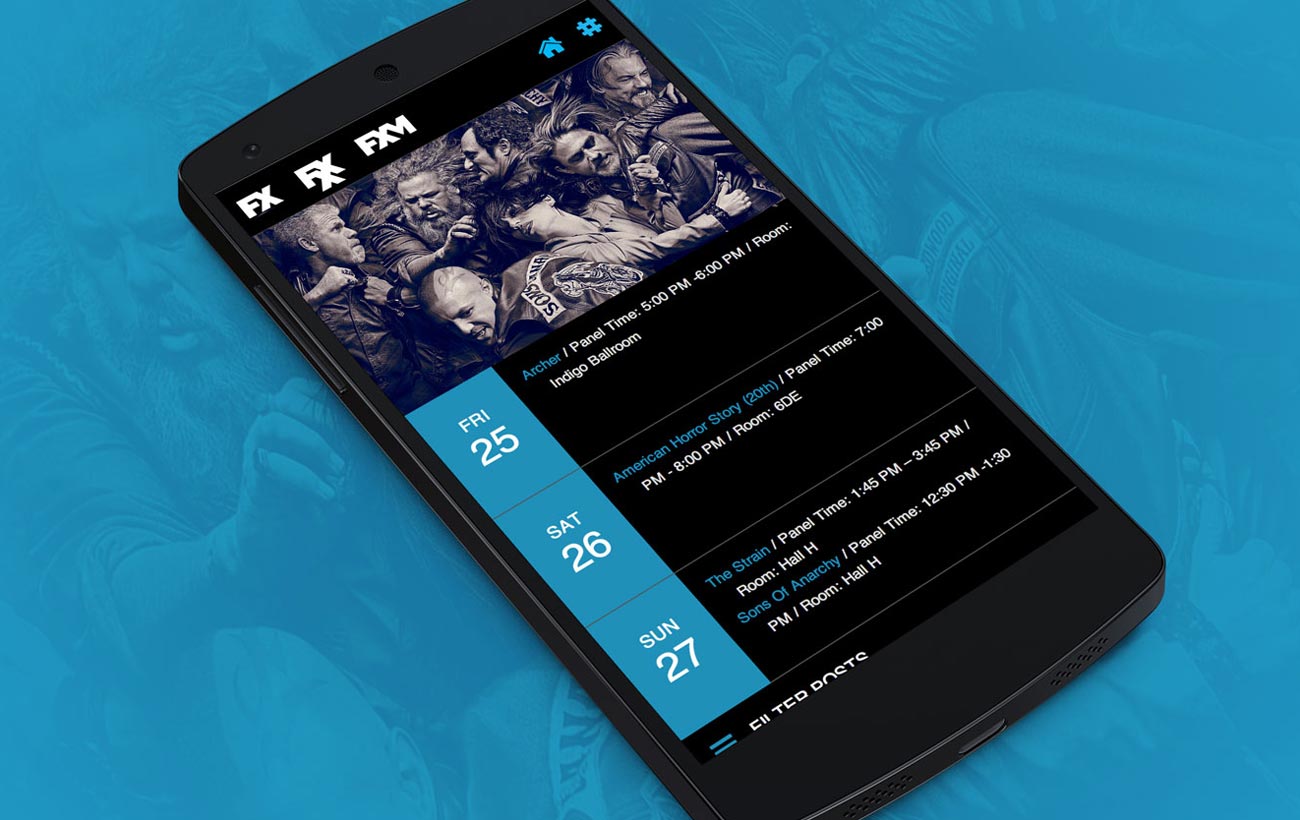 FX
FXX
FXM
Archer / Panel Time: 5:00 PM -6:00 PM / Room:
Indigo Ballroom
FRI
25
American Horror Story (20th) / Panel Time: 7:00
PM - 8:00 PM / Room: 6DE
SAT
26
The Strain / Panel Time: 1:45 PM – 3:45 PM /
Room: Hall H
Sons Of Anarchy / Panel Time: 12:30 PM -1:30
PM / Room: Hall H
SUN
27
FILTER POSTS